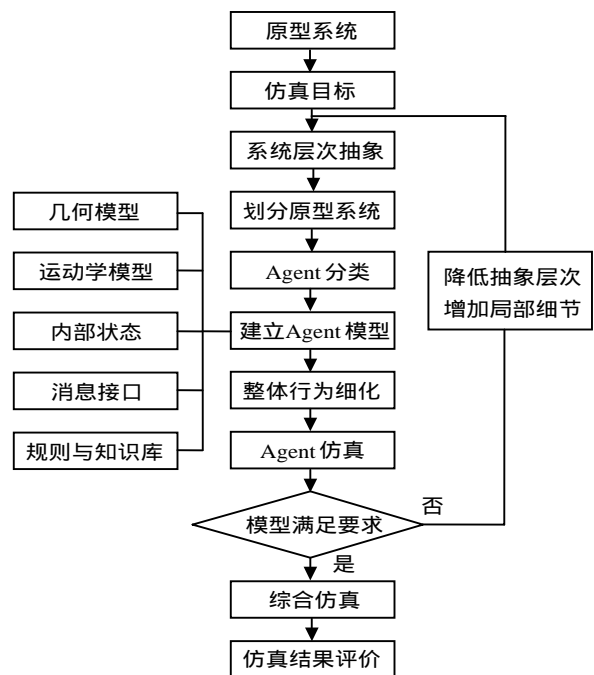 原型系统
仿真目标
系统层次抽象
划分原型系统
Agent 分类
建立Agent 模型
整体行为细化
Agent 仿真
模型满足要求
是
否
综合仿真
仿真结果评价
几何模型
运动学模型
内部状态
消息接口
规则与知识库
降低抽象层次
增加局部细节